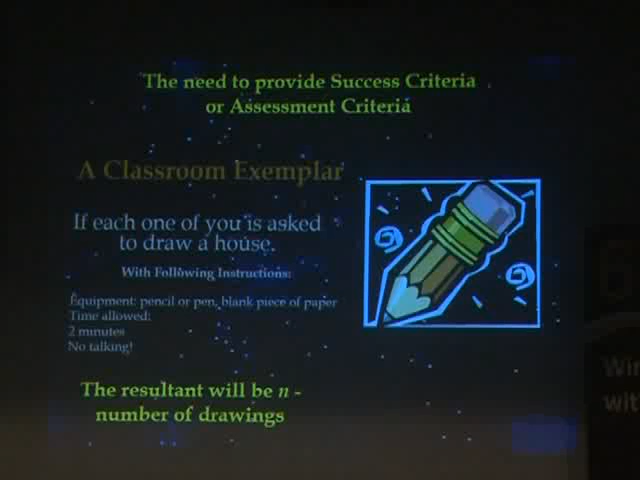 The need to provide Success Criteria
or Assessment Criteria
A Classroom Exemplar
If each one of you is asked
to draw a house.
With Following Instructions:
Equipment: pencil or pen, blank piece of paper
Time allowed:
2 minutes
No talking!
The resultant will be n -
number of drawings